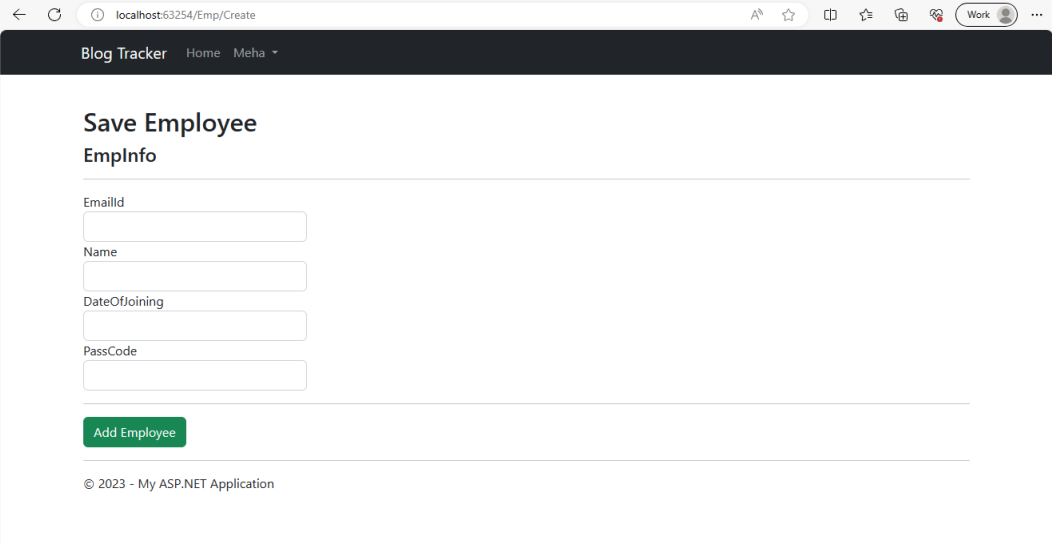 localhost:63254/Emp/Create
Work
Blog Tracker Home Meha
Save Employee
EmpInfo
EmailId
Name
DateOfJoining
PassCode
Add Employee
© 2023 - My ASP.NET Application